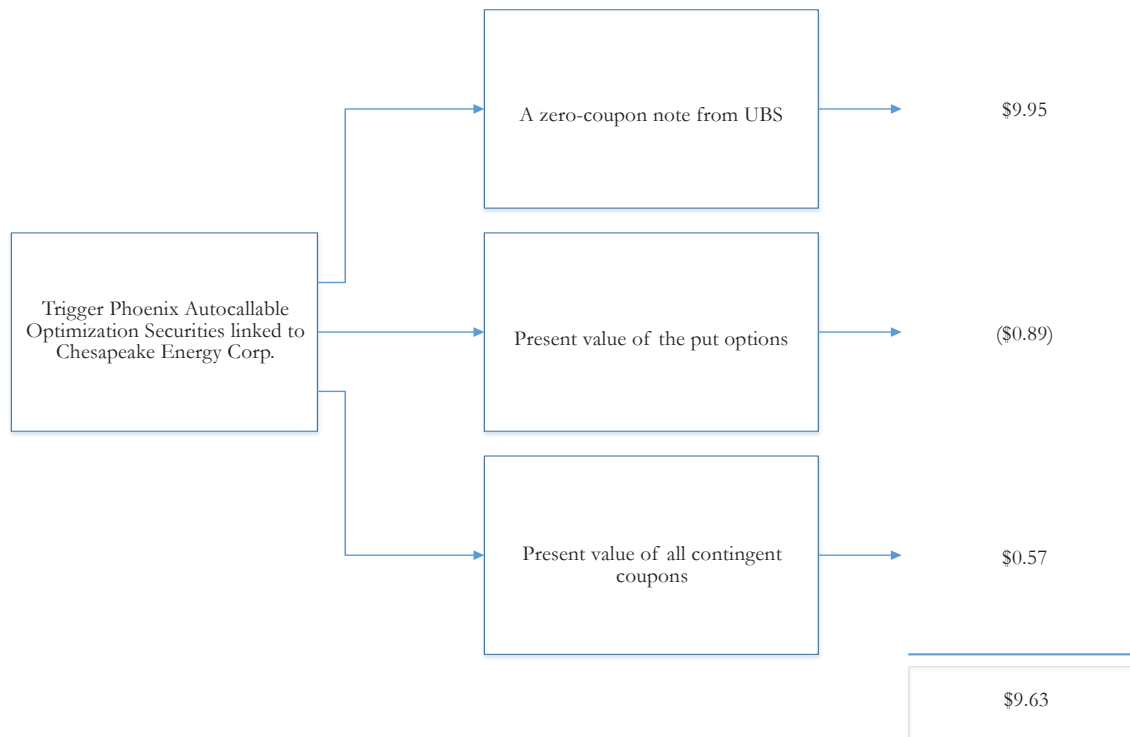 A zero-coupon note from UBS
$9.95
Trigger Phoenix Autocallable
Optimization Securities linked to
Chesapeake Energy Corp.
Present value of the put options
($0.89)
Present value of all contingent
coupons
$0.57
$9.63